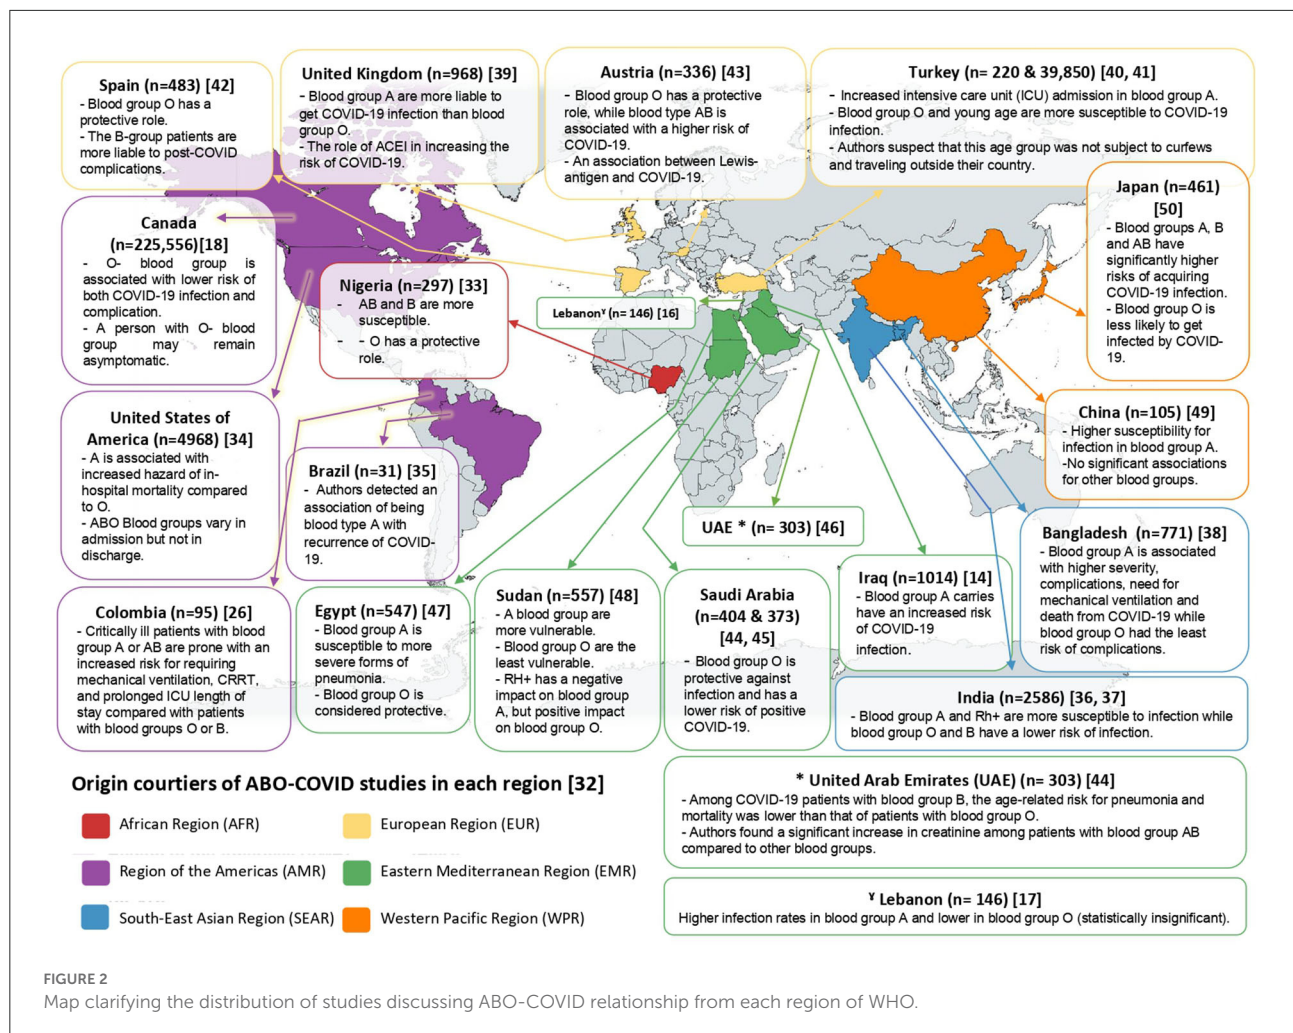 Spain (n=483) [42]
- Blood group O has a
protective role.
- The B-group patients are
more liable to post-COVID
complications.
United Kingdom (n=968) [39]
- Blood group A are more liable to
get COVID-19 infection than blood
group O.
- The role of ACEI in increasing the
risk of COVID-19.
Austria (n=336) [43]
- Blood group O has a protective
role, while blood type AB is
associated with a higher risk of
COVID-19.
- An association between Lewis-
antigen and COVID-19.
Turkey (n= 220 & 39,850) [40, 41]
- Increased intensive care unit (ICU) admission in blood group A.
- Blood group O and young age are more susceptible to COVID-19
infection.
- Authors suspect that this age group was not subject to curfews
and traveling outside their country.
Japan (n=461)
[50]
- Blood groups A, B
and AB have
significantly higher
risks of acquiring
COVID-19 infection.
- Blood group O is
less likely to get
infected by COVID-
19.
Canada
(n=225,556)[18]
- O- blood group is
associated with lower risk of
both COVID-19 infection and
complication.
- A person with O- blood
group may remain
asymptomatic.
Nigeria (n=297) [33]
- AB and B are more
susceptible.
- - O has a protective
role.
Lebanon¥ (n= 146) [16]
United States of
America (n=4968) [34]
- A is associated with
increased hazard of in-
hospital mortality compared
to O.
- ABO Blood groups vary in
admission but not in
discharge.
Brazil (n=31) [35]
- Authors detected an
association of being
blood type A with
recurrence of COVID-
19.
China (n=105) [49]
- Higher susceptibility for
infection in blood group A.
-No significant associations
for other blood groups.
UAE * (n= 303) [46]
Bangladesh (n=771) [38]
- Blood group A is associated
with higher severity,
complications, need for
mechanical ventilation and
death from COVID-19 while
blood group O had the least
risk of complications.
Colombia (n=95) [26]
- Critically ill patients with blood
group A or AB are prone with an
increased risk for requiring
mechanical ventilation, CRRT,
and prolonged ICU length of
stay compared with patients
with blood groups O or B.
Egypt (n=547) [47]
- Blood group A is
susceptible to more
severe forms of
pneumonia.
- Blood group O is
considered protective.
Sudan (n=557) [48]
- A blood group are
more vulnerable.
- Blood group O are the
least vulnerable.
- RH+ has a negative
impact on blood group
A, but positive impact
on blood group O.
Saudi Arabia
(n=404 & 373)
[44, 45]
- Blood group O is
protective against
infection and has a
lower risk of positive
COVID-19.
Iraq (n=1014) [14]
- Blood group A carries
have an increased risk
of COVID-19
infection.
India (n=2586) [36, 37]
- Blood group A and Rh+ are more susceptible to infection while
blood group O and B have a lower risk of infection.
Origin courtiers of ABO-COVID studies in each region [32]
African Region (AFR)
European Region (EUR)
Region of the Americas (AMR)
Eastern Mediterranean Region (EMR)
South-East Asian Region (SEAR)
Western Pacific Region (WPR)
* United Arab Emirates (UAE) (n= 303) [44]
- Among COVID-19 patients with blood group B, the age-related risk for pneumonia and
mortality was lower than that of patients with blood group O.
- Authors found a significant increase in creatinine among patients with blood group AB
compared to other blood groups.
¥ Lebanon (n= 146) [17]
Higher infection rates in blood group A and lower in blood group O (statistically insignificant).
FIGURE 2
Map clarifying the distribution of studies discussing ABO-COVID relationship from each region of WHO.